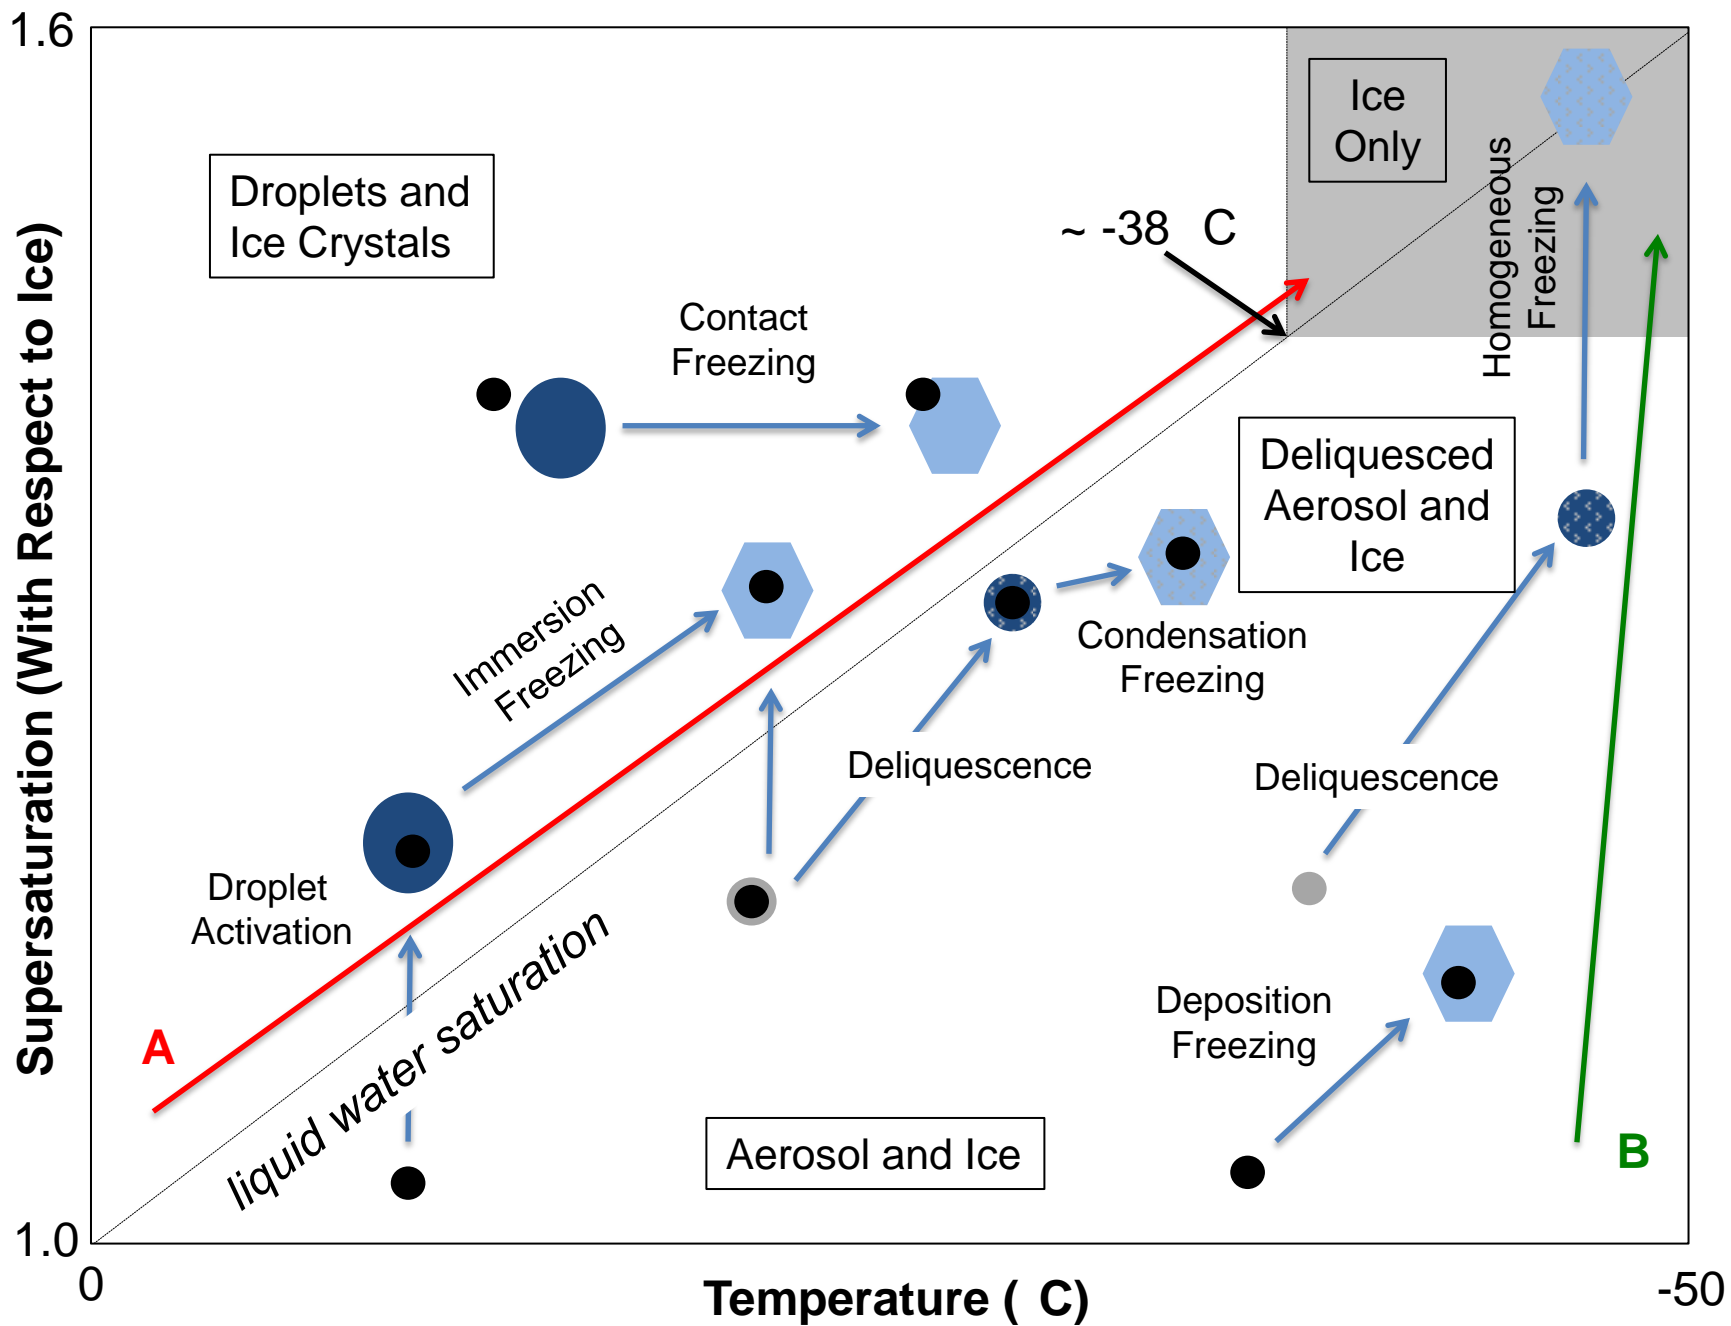 1.6
Ice
Only
Droplets and
Ice Crystals
~ -38 C
Homogeneous
Freezing
Contact
Freezing
Deliquesced
Aerosol and
Ice
Immersion
Freezing
Condensation
Freezing
Deliquescence
Deliquescence
Droplet
Activation
liquid water saturation
Deposition
Freezing
A
B
Aerosol and Ice
Supersaturation (With Respect to Ice)
1.0
0
Temperature ( C)
-50